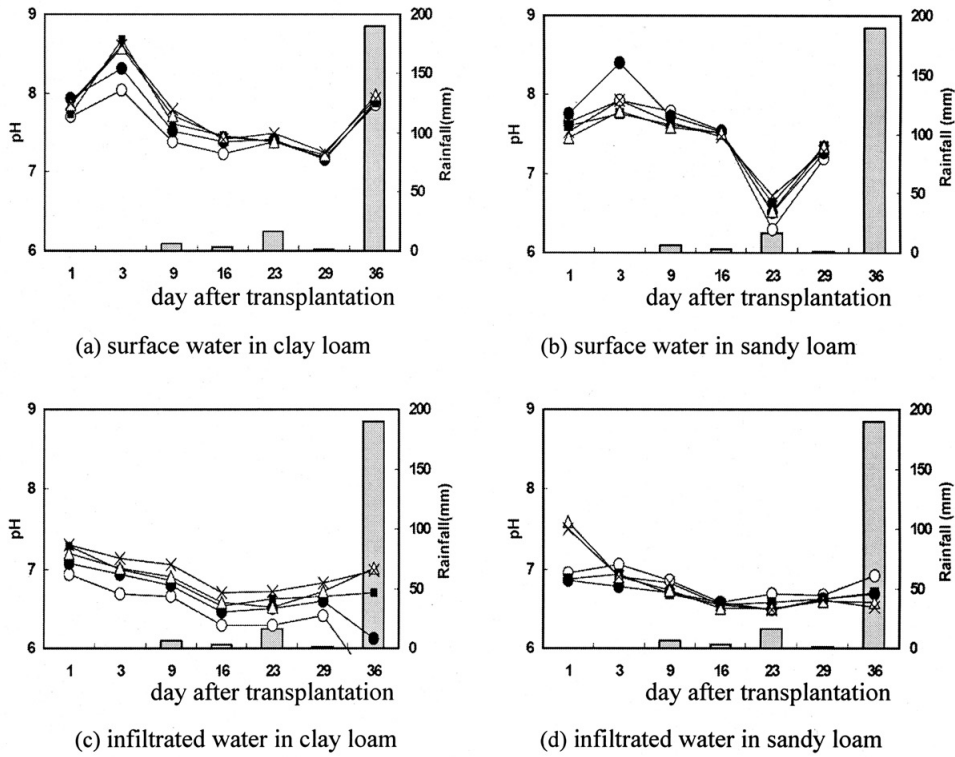 9
8
7
6
pH
200
150
100
50
0
Rainfall(mm)
1 3 9 16 23 29 36
day after transplantation
(a) surface water in clay loam
9
8
7
6
pH
200
150
100
50
0
Rainfall (mm)
1 3 9 16 23 29 36
day after transplantation
(b) surface water in sandy loam
9
8
7
6
pH
200
150
100
50
0
Rainfall(mm)
1 3 9 16 23 29 36
day after transplantation
(c) infiltrated water in clay loam
9
8
7
6
pH
200
150
100
50
0
Rainfall (mm)
1 3 9 16 23 29 36
day after transplantation
(d) infiltrated water in sandy loam